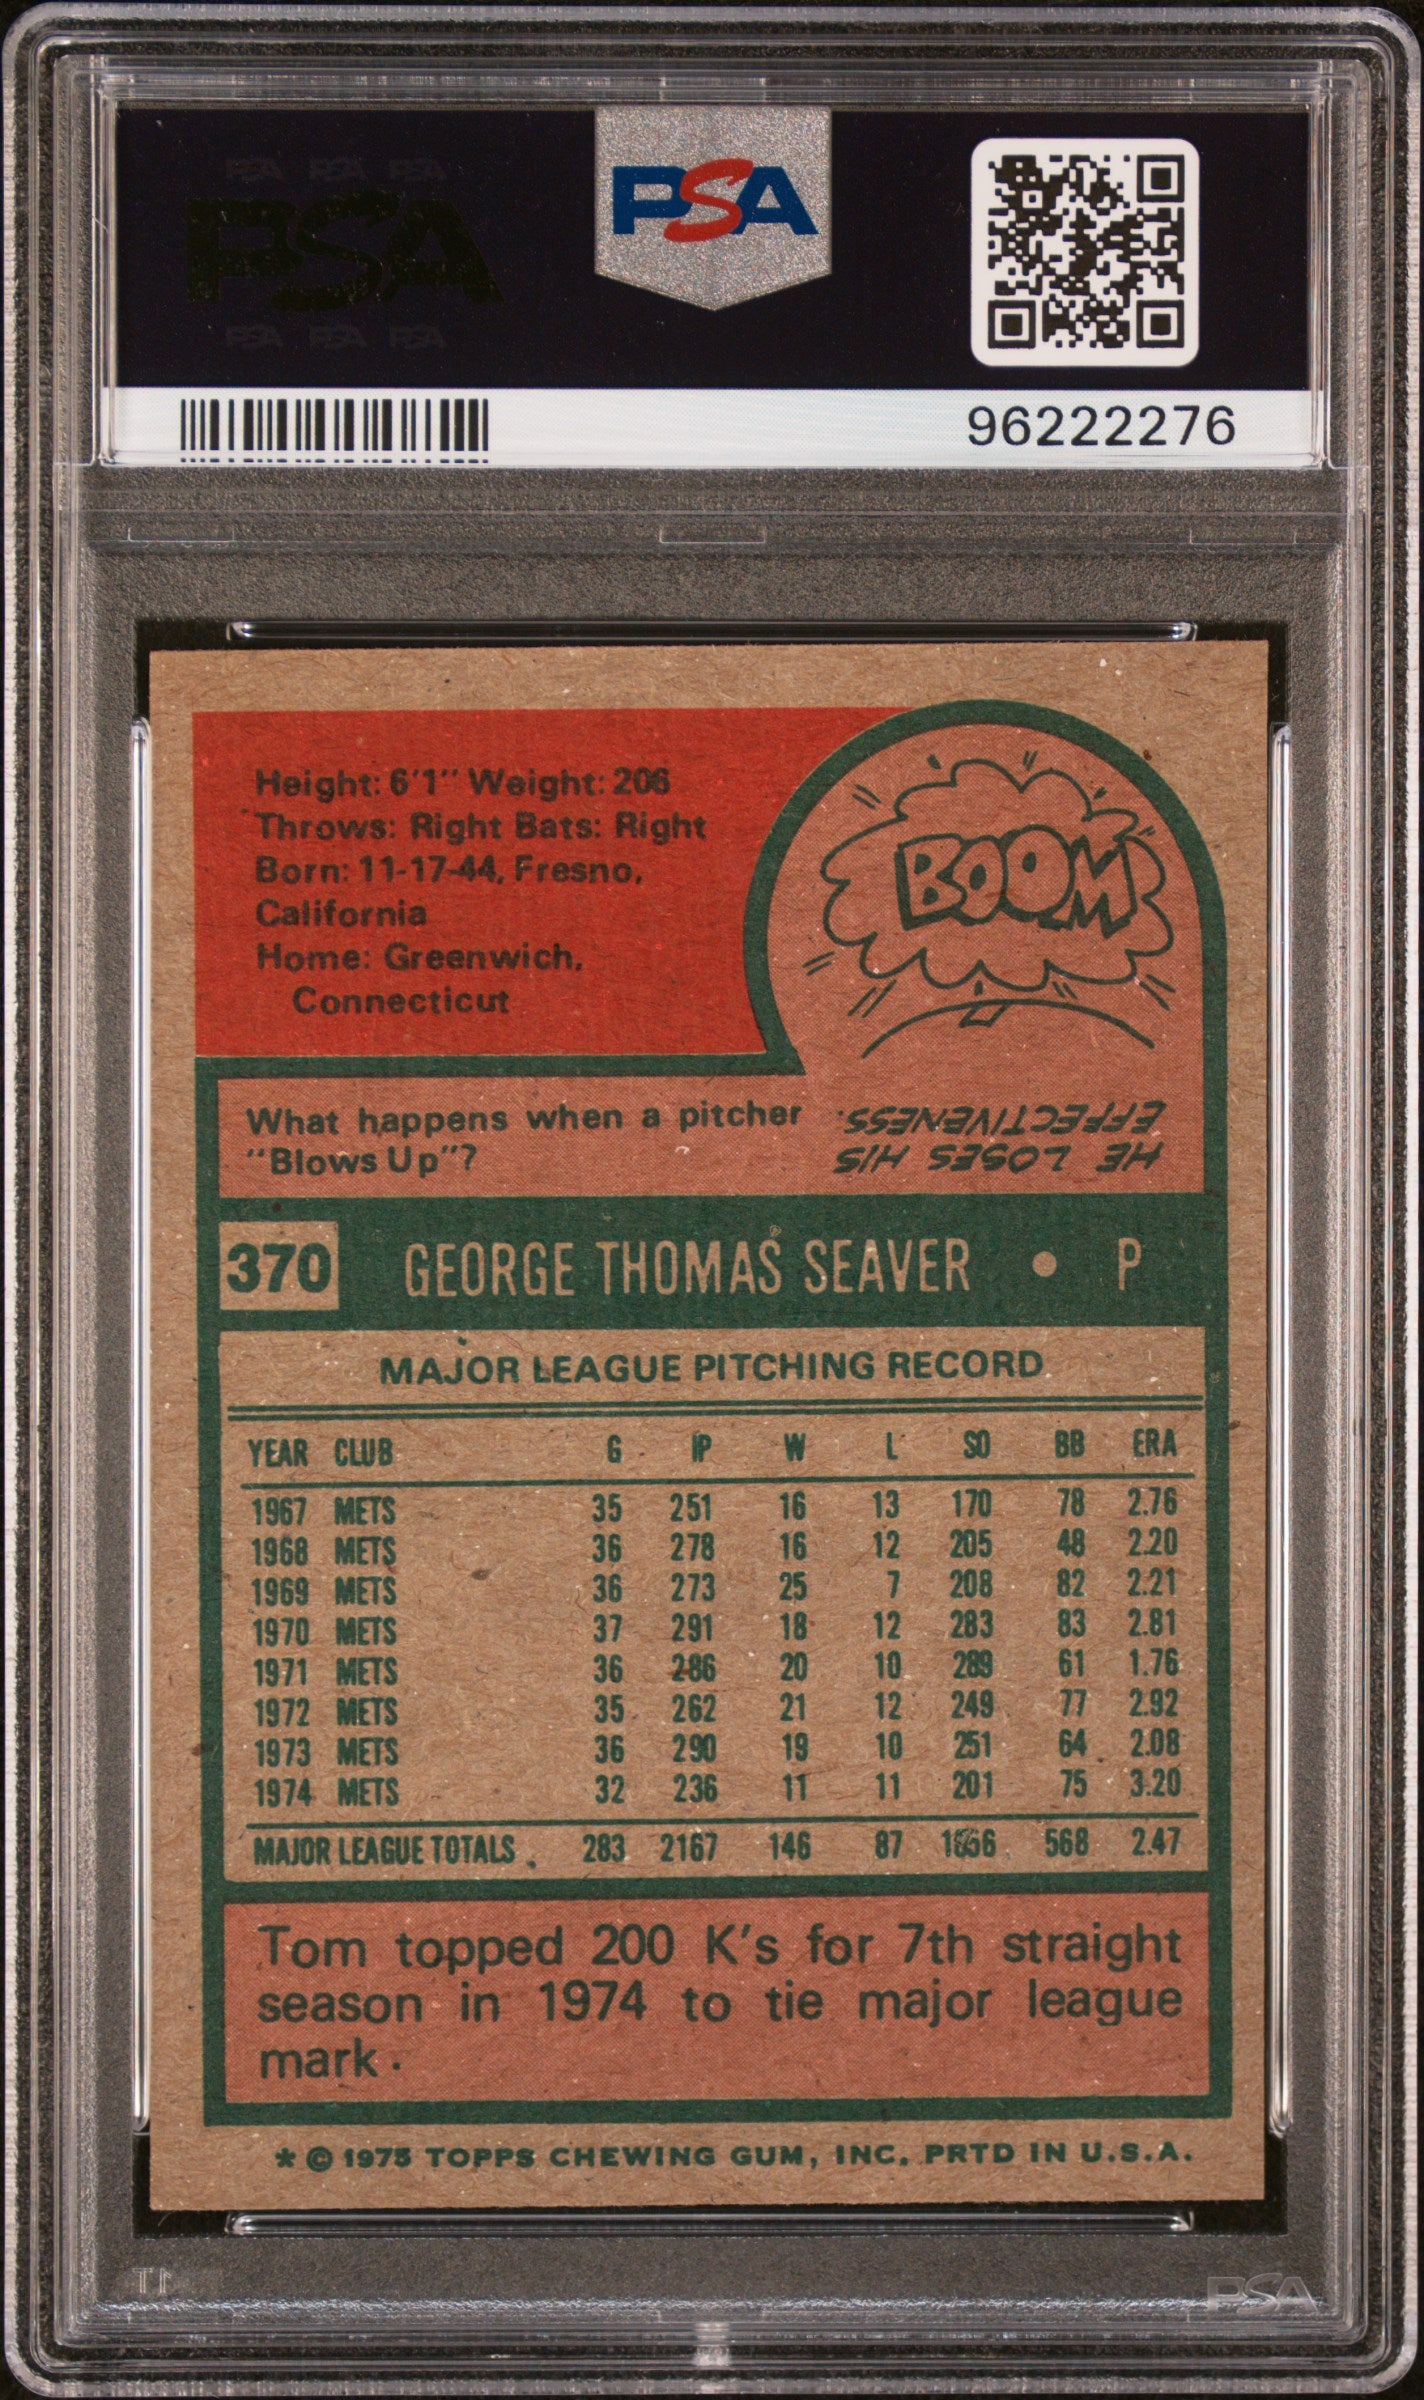 PSA PSA PSA
PSA
PSA PSA PSA
PSA
96222276
Height: 6'1" Weight: 206
Throws: Right Bats: Right
Born: 11-17-44, Fresno,
California
Home: Greenwich,
Connecticut
BOOM!
What happens when a pitcher
"Blows Up"?
HE LOSES HIS
EFFECTIVENESS.
370 GEORGE THOMAS SEAVER • P
MAJOR LEAGUE PITCHING RECORD
YEAR CLUB G IP W L SO BB ERA
1967 METS 35 251 16 13 170 78 2.76
1968 METS 36 278 16 12 205 48 2.20
1969 METS 36 273 25 7 208 82 2.21
1970 METS 37 291 18 12 283 83 2.81
1971 METS 36 286 20 10 289 61 1.76
1972 METS 35 262 21 12 249 77 2.92
1973 METS 36 290 19 10 251 64 2.08
1974 METS 32 236 11 11 201 75 3.20
MAJOR LEAGUE TOTALS 283 2167 146 87 1856 568 2.47
Tom topped 200 K's for 7th straight
season in 1974 to tie major league
mark.
* © 1975 TOPPS CHEWING GUM, INC. PRTD IN U.S.A.
PSA